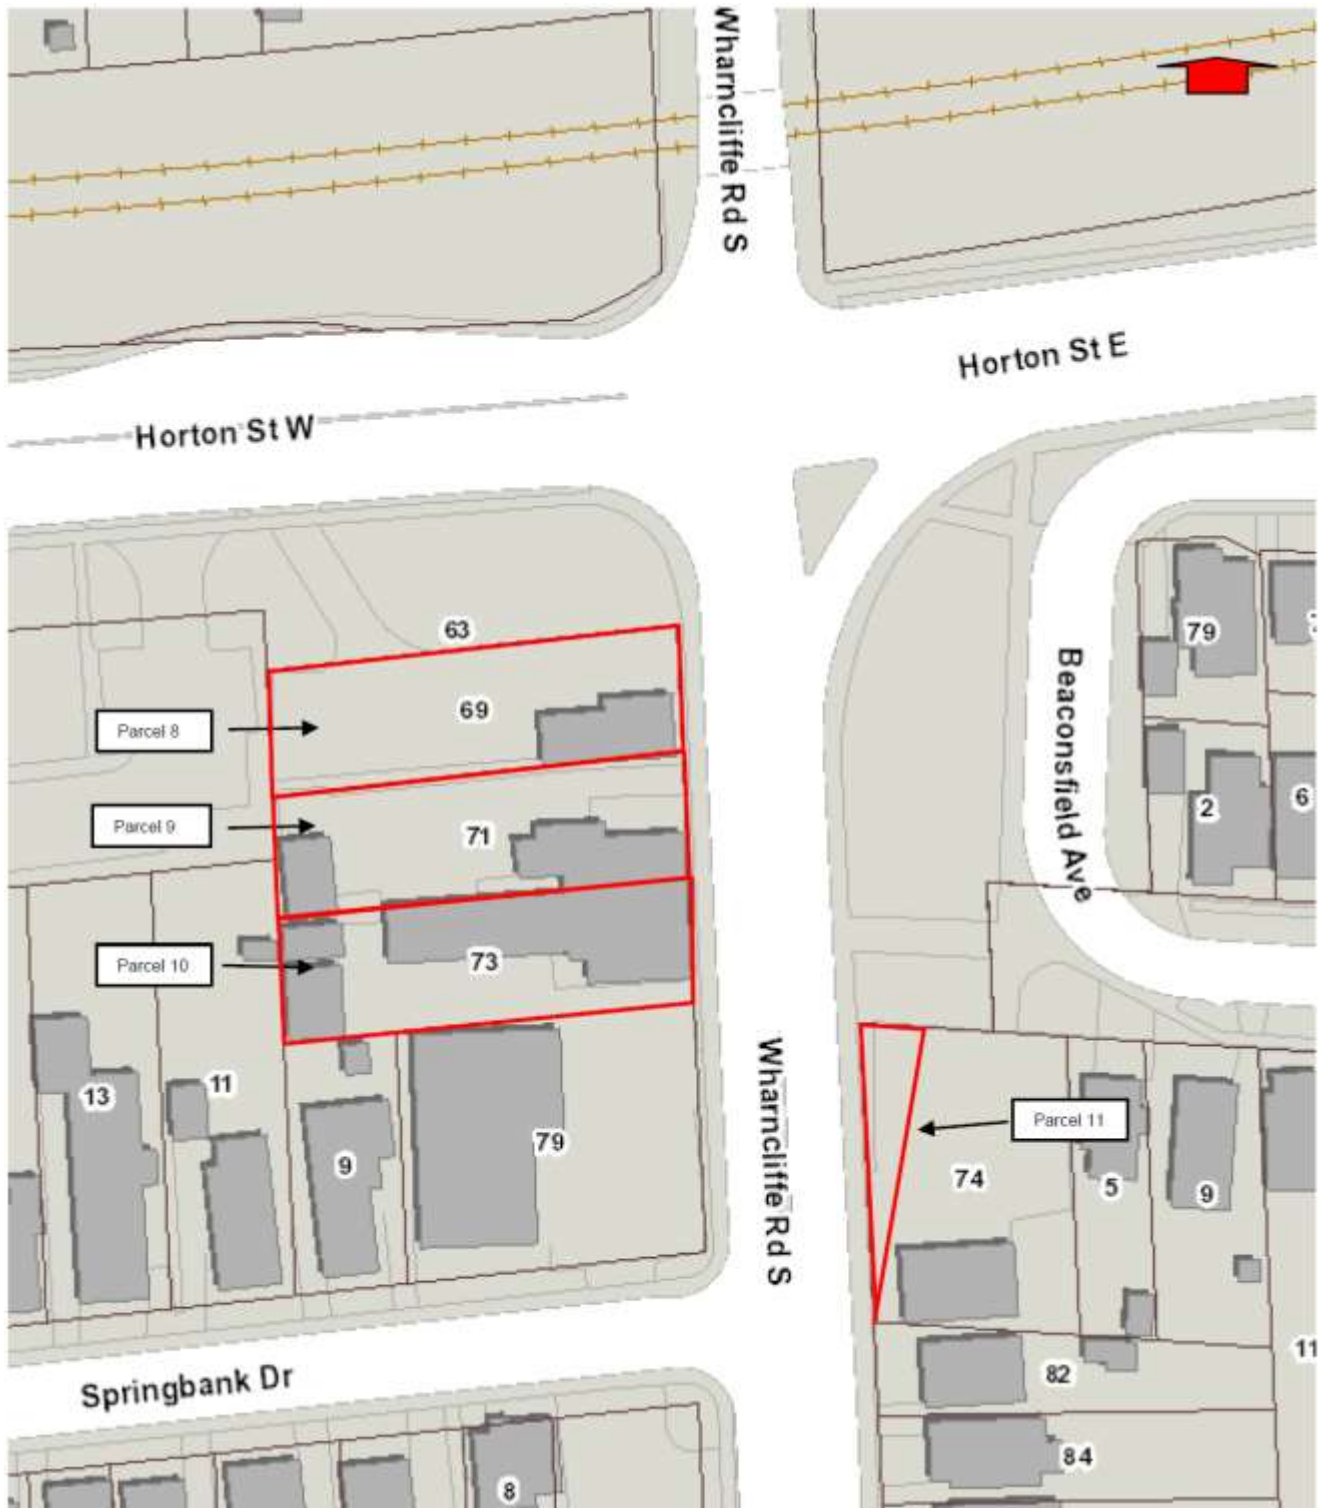 Wharncliffe Rd S
Horton St E
Horton St W
63
79
69
Parcel 8
Beaconsfield Ave
2
6
Parcel 9
71
73
Parcel 10
Wharncliffe Rd S
13
11
9
79
Parcel 11
74
5
9
82
11
Springbank Dr
84
8